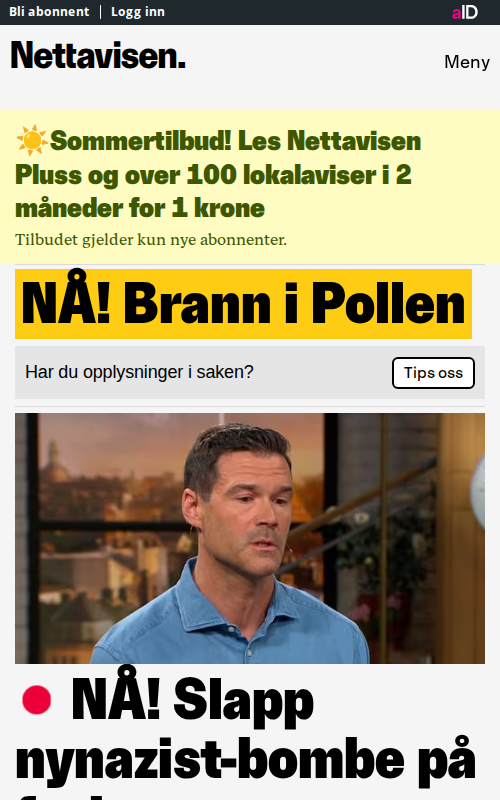 Bli abonnent
Logg inn
aID
Nettavisen.
Meny
Sommertilbud! Les Nettavisen
Pluss og over 100 lokalaviser i 2
måneder for 1 krone
Tilbudet gjelder kun nye abonnenter.
NÅ! Brann i Pollen
Har du opplysninger i saken?
Tips oss
NÅ! Slapp
nynazist-bombe på